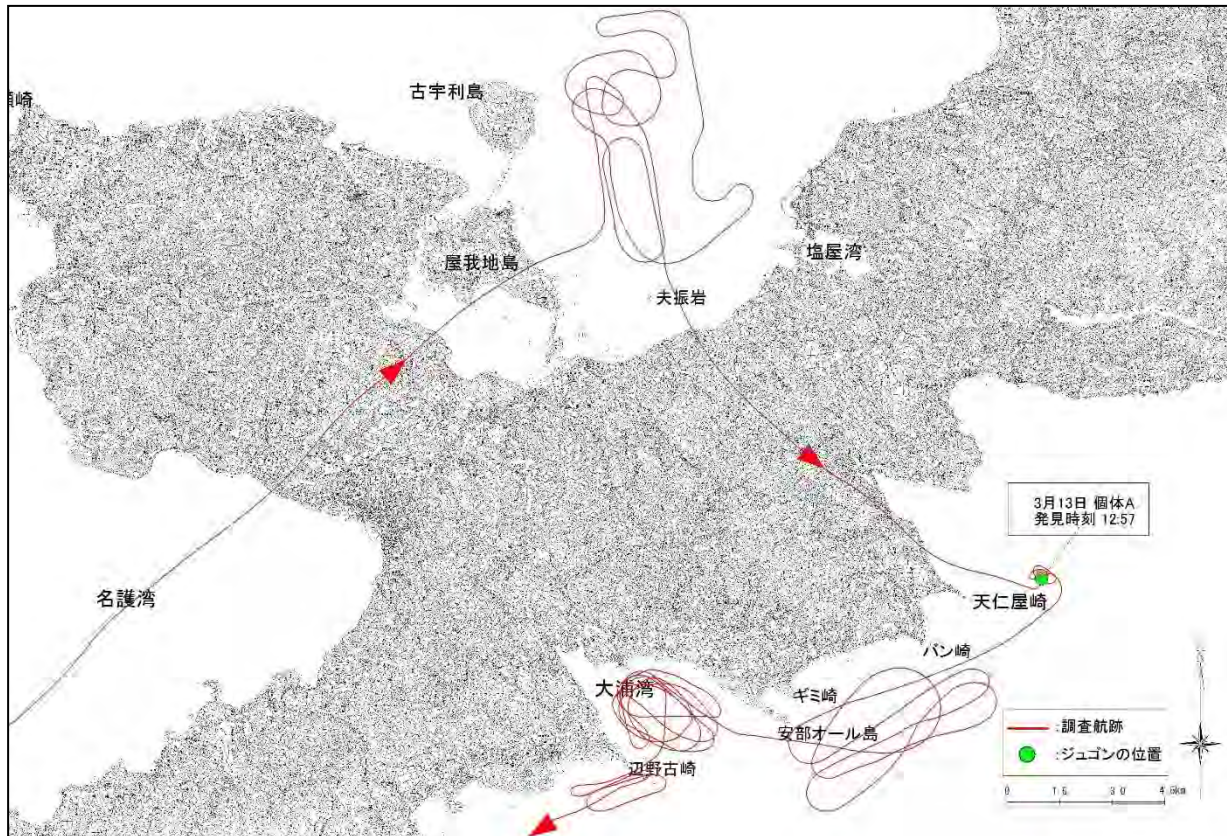 古宇利島
崎
屋我地島
塩屋湾
夫振岩
3月13日 個体A
発見時刻 12:57
名護湾
天仁屋崎
バン崎
大浦湾
ギミ崎
安部オール島
辺野古崎
:調査航跡
:ジュゴンの位置
0 1.5 3.0 4.5km